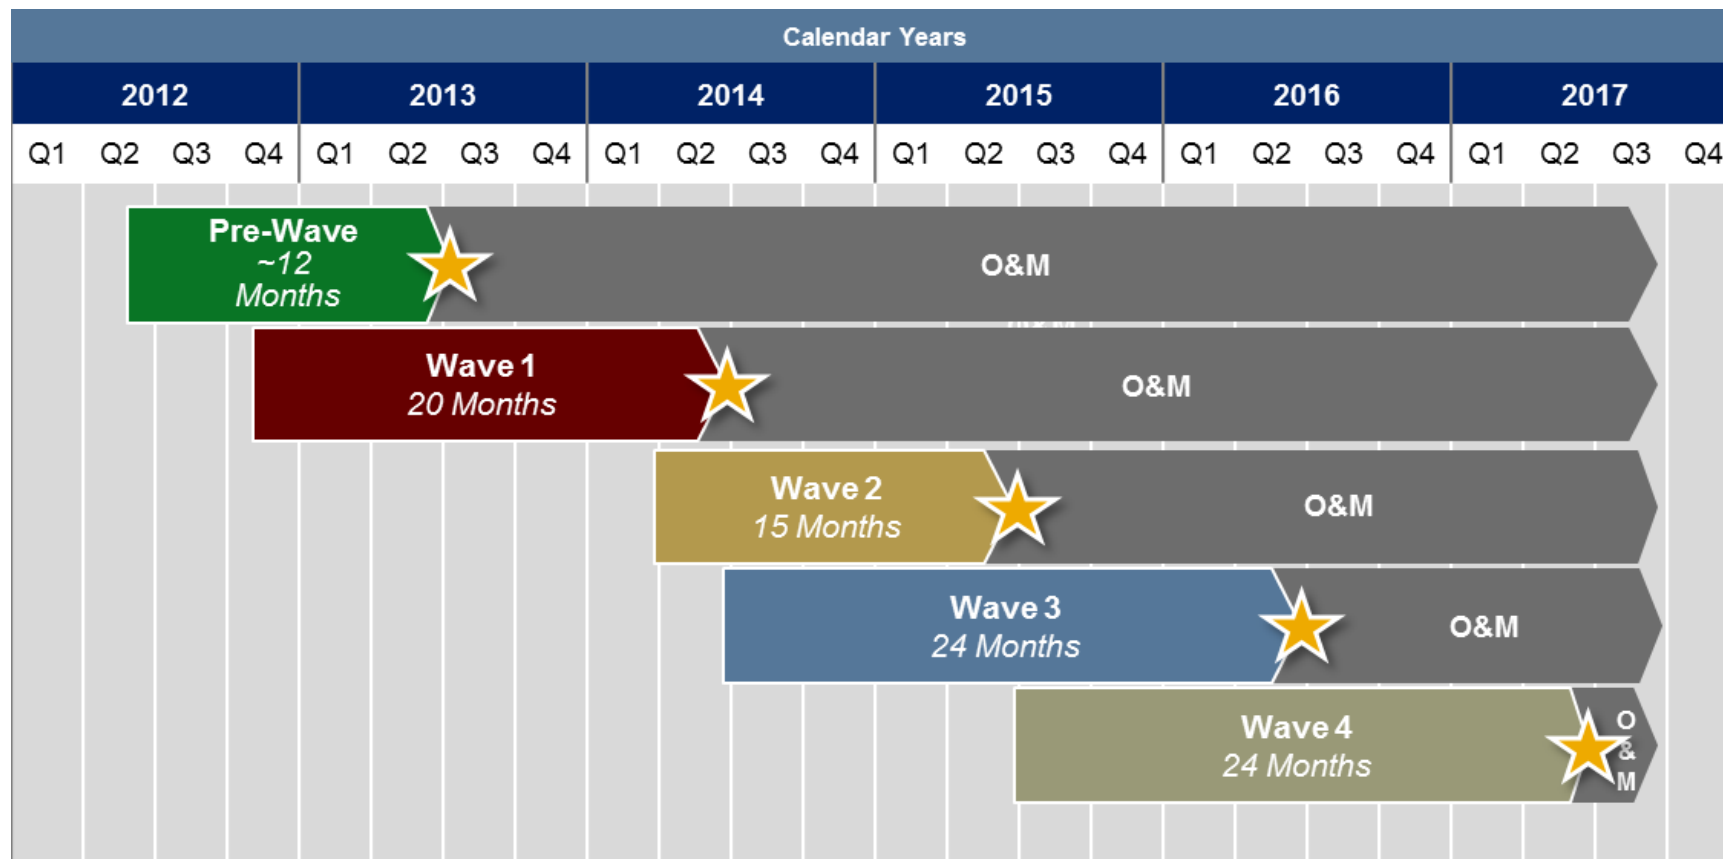 Calendar Years
2012 2013 2014 2015 2016 2017
Q1 Q2 Q3 Q4 Q1 Q2 Q3 Q4 Q1 Q2 Q3 Q4 Q1 Q2 Q3 Q4 Q1 Q2 Q3 Q4 Q1 Q2 Q3 Q4
Pre-Wave
~12
Months
O&M
Wave 1
20 Months
O&M
Wave 2
15 Months
O&M
Wave 3
24 Months
O&M
Wave 4
24 Months
O
&
M